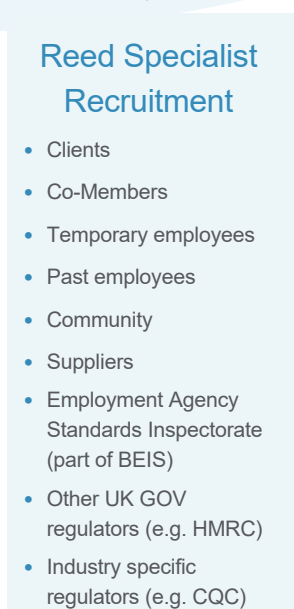 Reed Specialist
Recruitment
• Clients
• Co-Members
• Temporary employees
• Past employees
• Community
• Suppliers
• Employment Agency
Standards Inspectorate
(part of BEIS)
• Other UK GOV
regulators (e.g. HMRC)
• Industry specific
regulators (e.g. CQC)